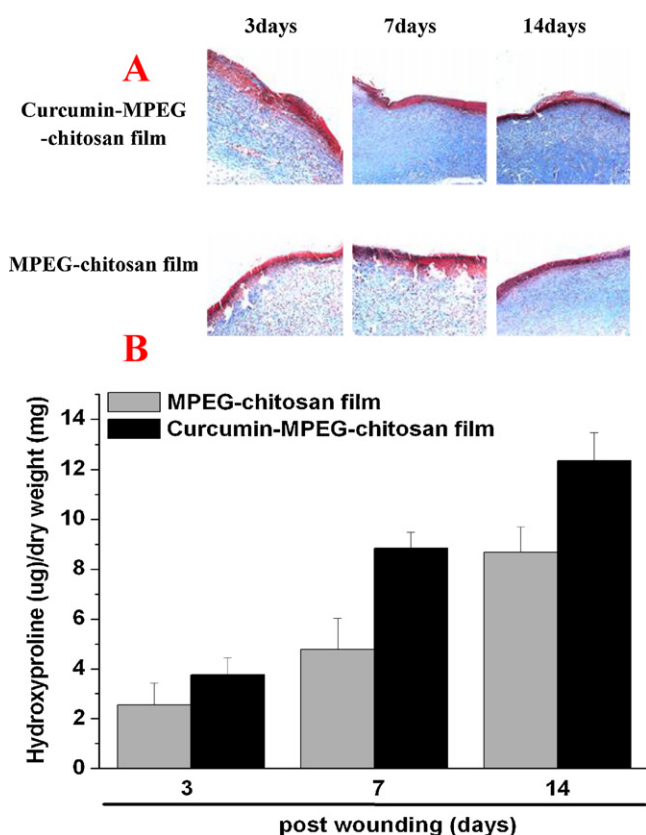 3days 7days 14days
A
Curcumin-MPEG
-chitosan film
MPEG-chitosan film
B
MPEG-chitosan film
Curcumin-MPEG-chitosan film
Hydroxyproline (ug)/dry weight (mg)
14
12
10
8
6
4
2
0
3 7 14
post wounding (days)